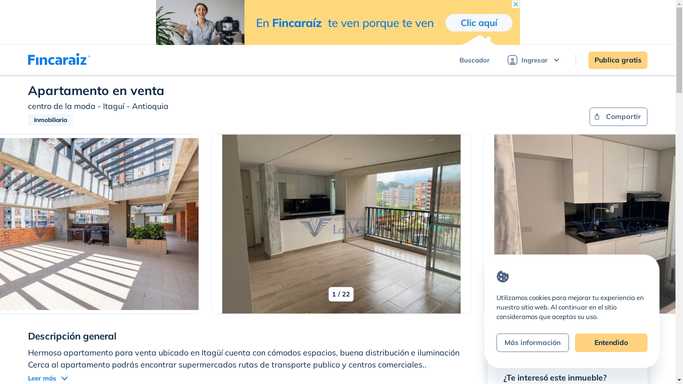 En Fincaraíz te ven porque te ven
Clic aquí
Fincaraiz
Buscador
Ingresar
Publica gratis
Apartamento en venta
centro de la moda - Itaguí - Antioquia
Inmobiliaria
Compartir
1 / 22
Utilizamos cookies para mejorar tu experiencia en
nuestro sitio web. Al continuar en el sitio
consideramos que aceptas su uso.
Más información
Entendido
Descripción general
Hermoso apartamento para venta ubicado en Itagüí cuenta con cómodos espacios, buena distribución e iluminación
Cerca al apartamento podrás encontrar supermercados rutas de transporte publico y centros comerciales..
Leer más
¿Te interesó este inmueble?